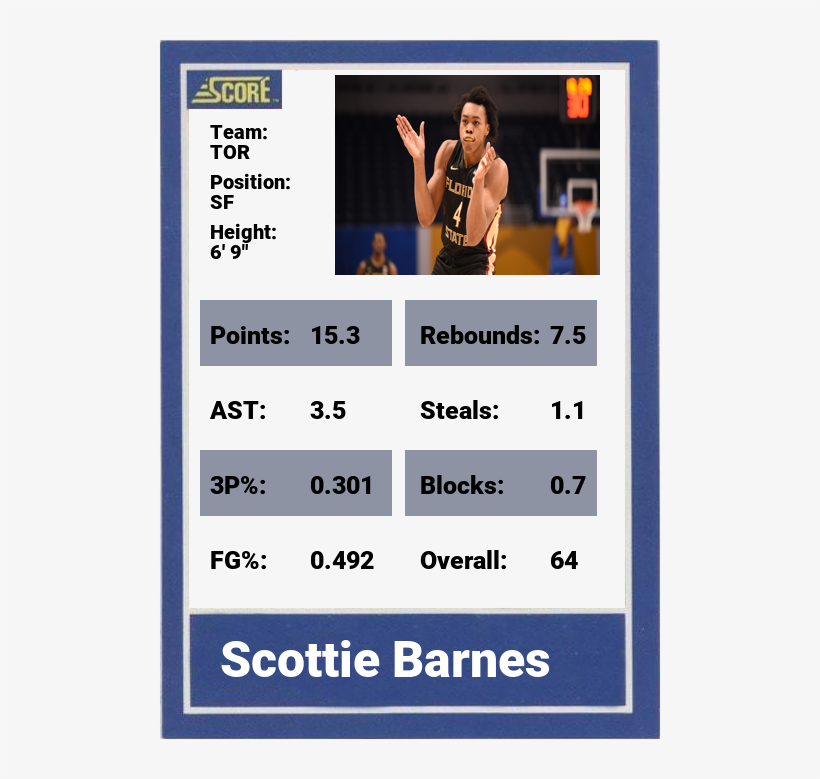 SCORE
Team:
TOR
Position:
SF
Height:
6' 9"
FLORIDA
4
STATE
Points: 15.3 Rebounds: 7.5
AST: 3.5 Steals: 1.1
3P%: 0.301 Blocks: 0.7
FG%: 0.492 Overall: 64
Scottie Barnes